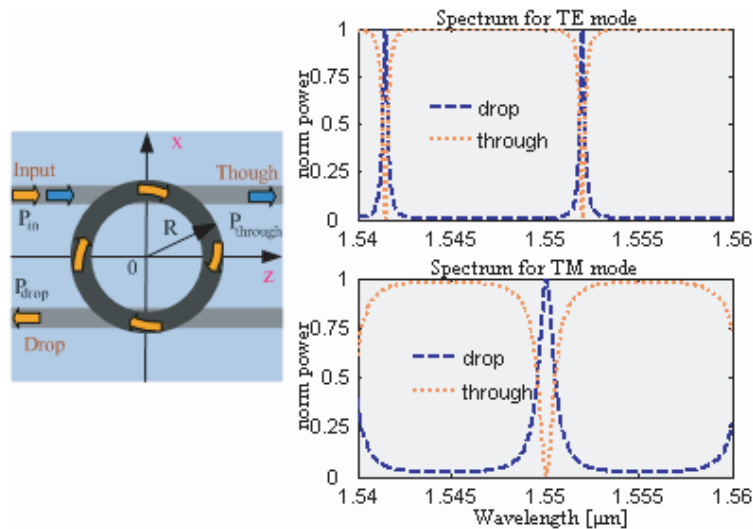 x
Input
Though
P_in
R
P_through
0
z
P_drop
Drop
Spectrum for TE mode
norm power
1
0.75
0.5
0.25
0
drop
through
1.54
1.545
1.55
1.555
1.56
Spectrum for TM mode
norm power
1
0.75
0.5
0.25
0
drop
through
1.54
1.545
1.55
1.555
1.56
Wavelength [μm]